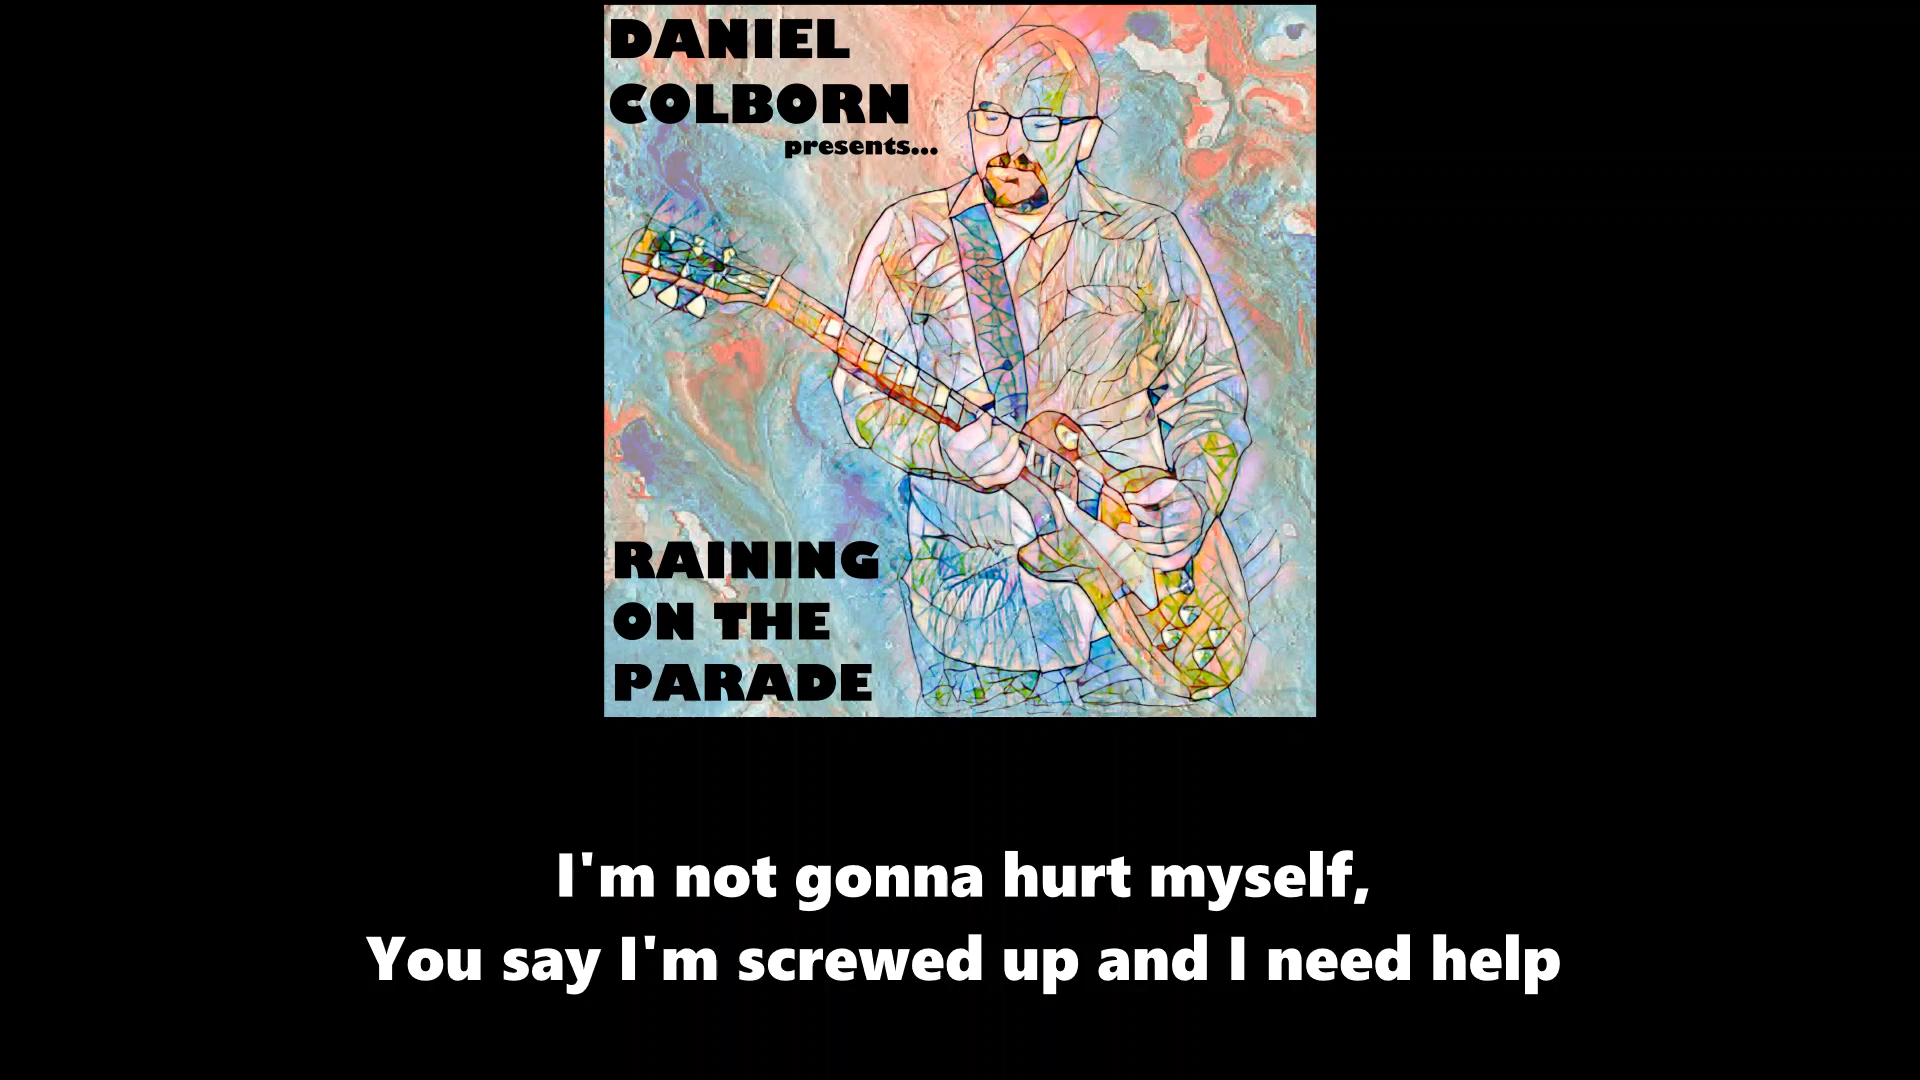 DANIEL
COLBORN
presents...
RAINING
ON THE
PARADE
I'm not gonna hurt myself,
You say I'm screwed up and I need help